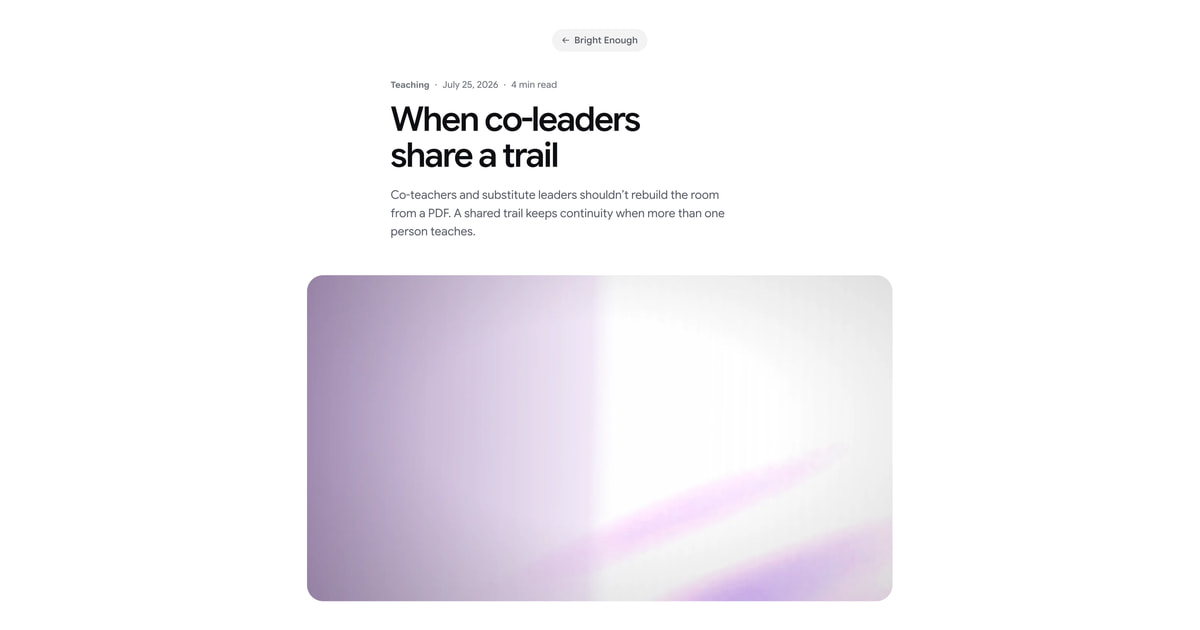 ← Bright Enough
Teaching · July 25, 2026 · 4 min read
When co-leaders
share a trail
Co-teachers and substitute leaders shouldn’t rebuild the room
from a PDF. A shared trail keeps continuity when more than one
person teaches.